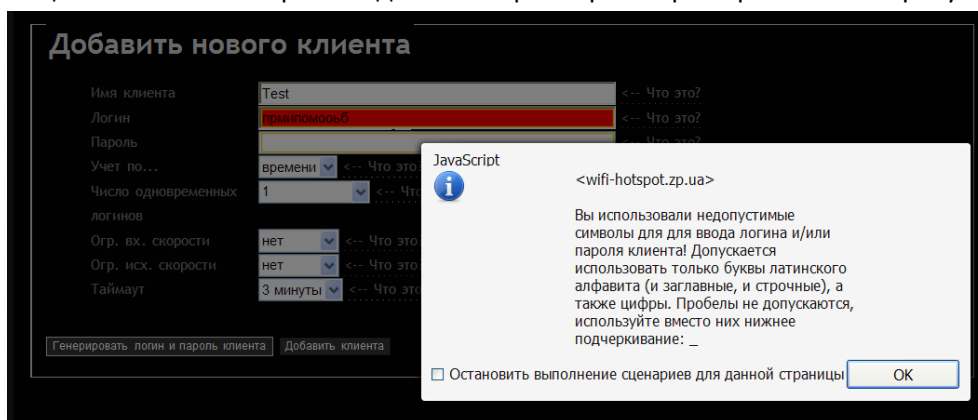 Добавить нового клиента
Имя клиента Test <-- Что это?
Логин прмипомосьб <-- Что это?
Пароль <-- Что это?
Учет по... времени <-- Что это
Число одновременных 1 <-- Что
логинов
Огр. вх. скорости нет <-- Что это
Огр. исх. скорости нет <-- Что это
Таймаут 3 минуты <-- Что это
Генерировать логин и пароль клиента Добавить клиента
JavaScript
<wifi-hotspot.zp.ua>
Вы использовали недопустимые
символы для для ввода логина и/или
пароля клиента! Допускается
использовать только буквы латинского
алфавита (и заглавные, и строчные), а
также цифры. Пробелы не допускаются,
используйте вместо них нижнее
подчеркивание: _
Остановить выполнение сценариев для данной страницы OK